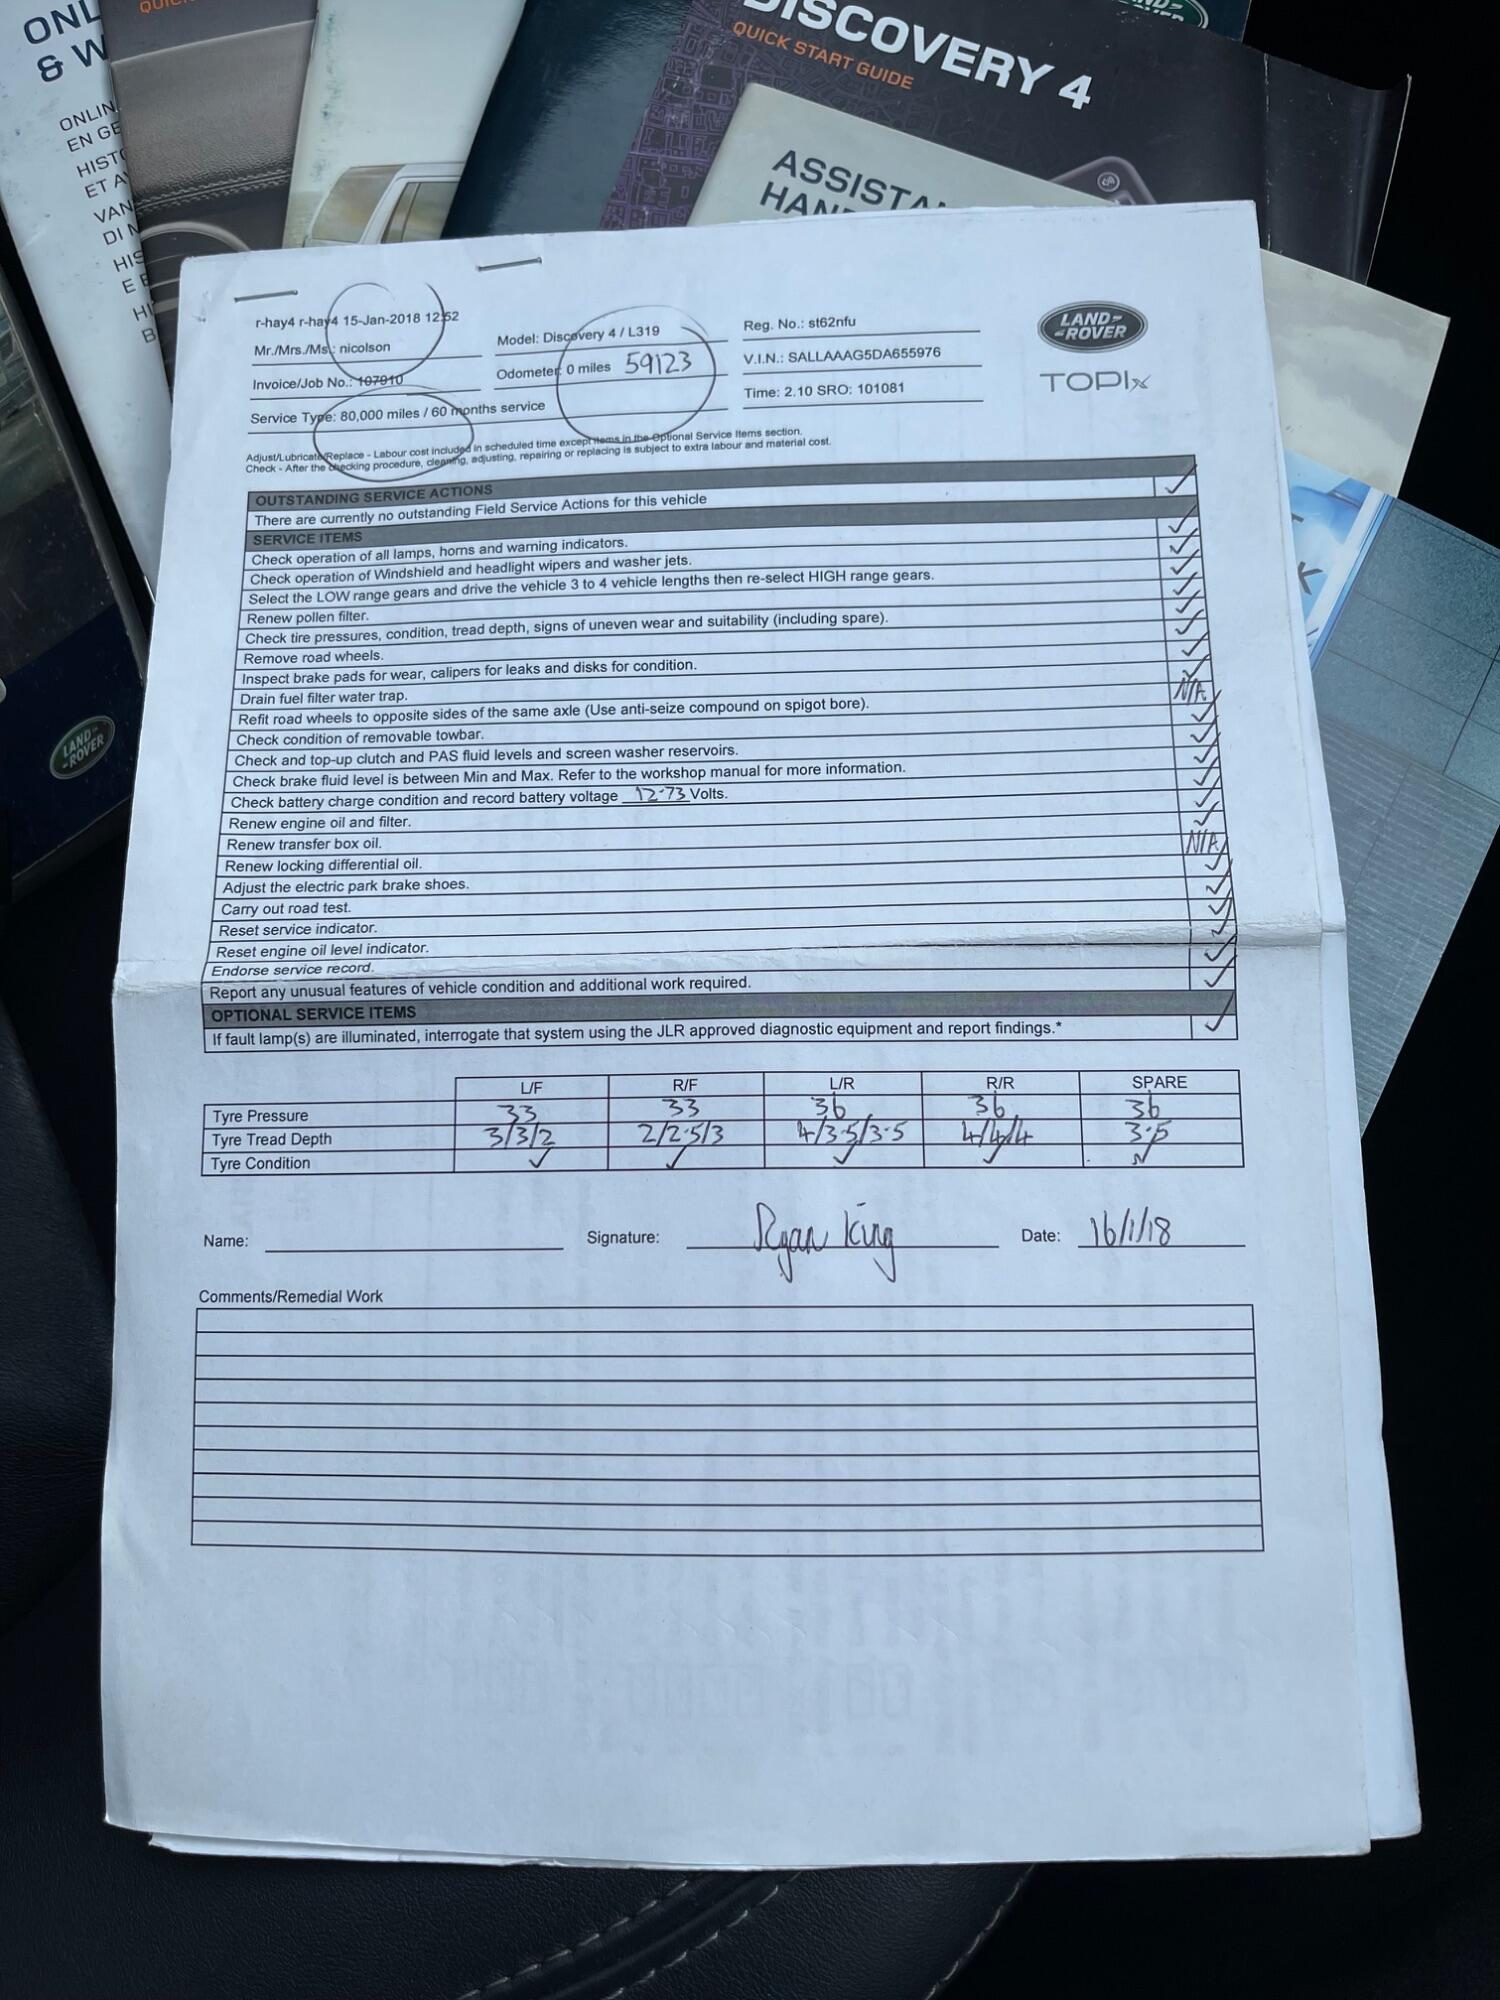 ONL
& W
ONLIN
EN GE
HIST
ET A
VAN
DI N
HIS
E E
QUIC
DISCOVERY 4
QUICK START GUIDE
ASSISTA
HAN
LAND-
-ROVER
r-hay4 r-hay4 15-Jan-2018 12:52
Mr./Mrs./Ms.: nicolson
Invoice/Job No.: 107910
Service Type: 80,000 miles / 60 months service
Model: Discovery 4 / L319
Odometer: 0 miles 59123
Reg. No.: st62nfu
V.I.N.: SALLAAAG5DA655976
Time: 2.10 SRO: 101081
LAND-
-ROVER
TOPIx
Adjust/Lubricate/Replace - Labour cost included in scheduled time except items in the Optional Service Items section.
Check - After the checking procedure, cleaning, adjusting, repairing or replacing is subject to extra labour and material cost.
OUTSTANDING SERVICE ACTIONS
There are currently no outstanding Field Service Actions for this vehicle ✓
SERVICE ITEMS
Check operation of all lamps, horns and warning indicators. ✓
Check operation of Windshield and headlight wipers and washer jets. ✓
Select the LOW range gears and drive the vehicle 3 to 4 vehicle lengths then re-select HIGH range gears. ✓
Renew pollen filter. ✓
Check tire pressures, condition, tread depth, signs of uneven wear and suitability (including spare). ✓
Remove road wheels. ✓
Inspect brake pads for wear, calipers for leaks and disks for condition. ✓
Drain fuel filter water trap. ✓
Refit road wheels to opposite sides of the same axle (Use anti-seize compound on spigot bore). N/A
Check condition of removable towbar. ✓
Check and top-up clutch and PAS fluid levels and screen washer reservoirs. ✓
Check brake fluid level is between Min and Max. Refer to the workshop manual for more information. ✓
Check battery charge condition and record battery voltage 12.73 Volts. ✓
Renew engine oil and filter. ✓
Renew transfer box oil. ✓
Renew locking differential oil. N/A
Adjust the electric park brake shoes. ✓
Carry out road test. ✓
Reset service indicator. ✓
Reset engine oil level indicator. ✓
Endorse service record. ✓
Report any unusual features of vehicle condition and additional work required. ✓
OPTIONAL SERVICE ITEMS
If fault lamp(s) are illuminated, interrogate that system using the JLR approved diagnostic equipment and report findings.* ✓
L/F R/F L/R R/R SPARE
Tyre Pressure 33 33 36 36 36
Tyre Tread Depth 3/3/2 2/2.5/3 4/3.5/3.5 4/4/4 3.5
Tyre Condition ✓ ✓ ✓ ✓ ✓
Name: Signature: Ryan King Date: 16/1/18
Comments/Remedial Work